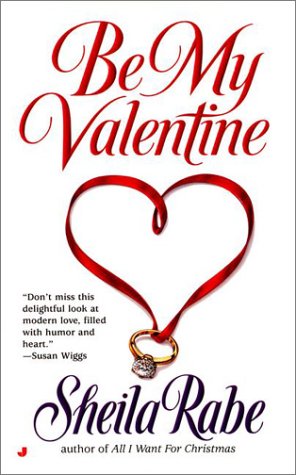 Be My
Valentine
"Don't miss this
delightful look at
modern love, filled
with humor and
heart."
—Susan Wiggs
Sheila Rabe
J
author of All I Want For Christmas